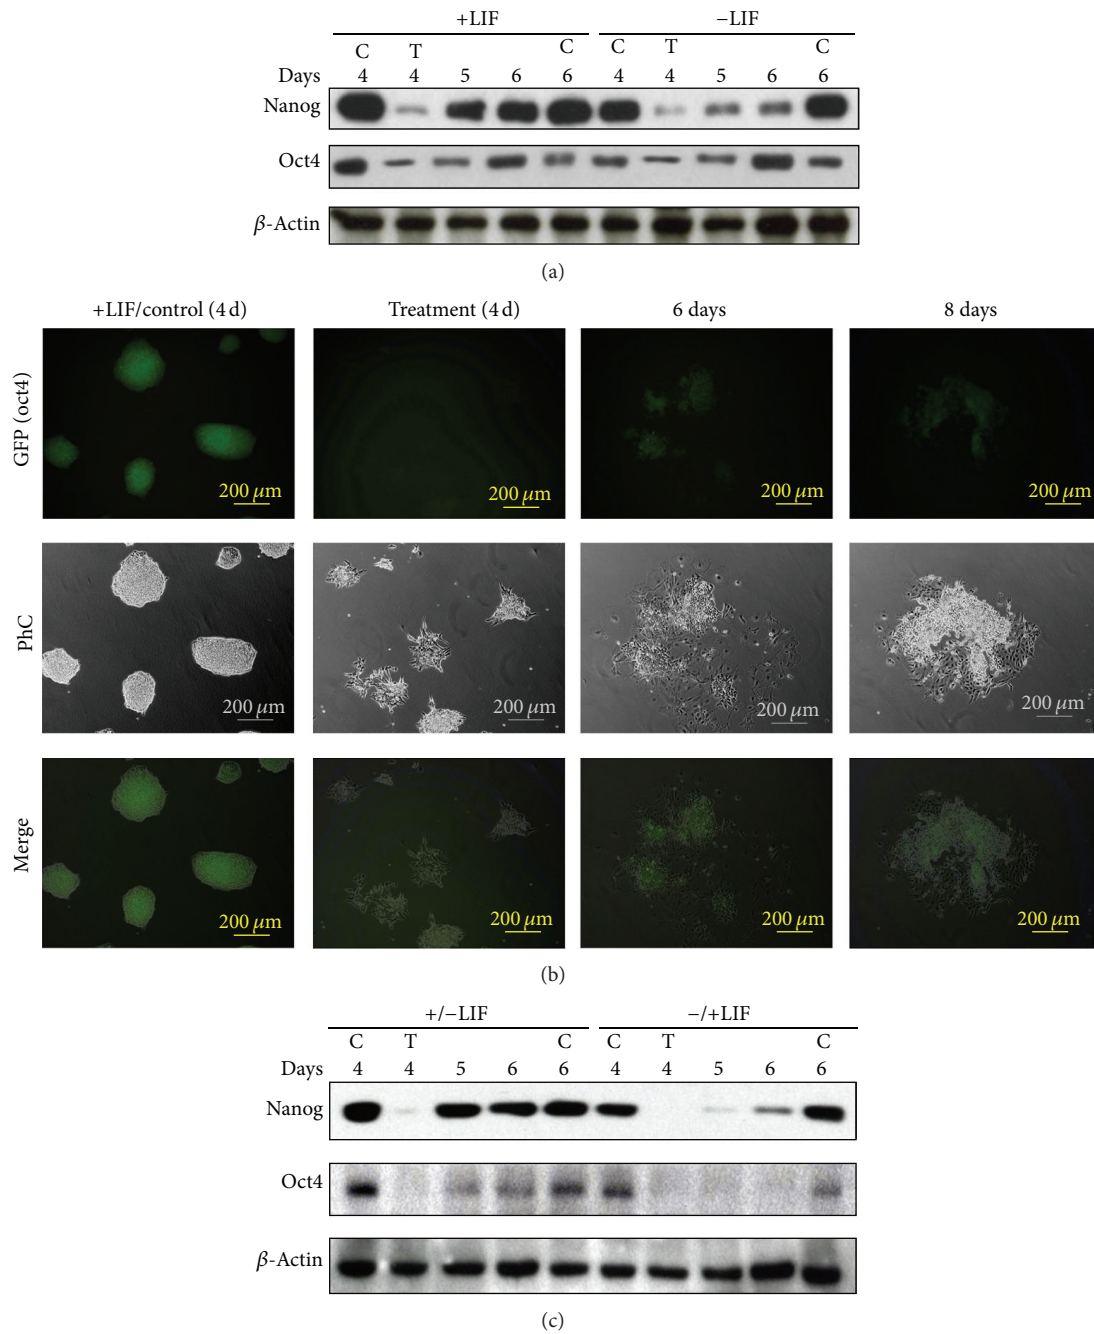 +LIF −LIF
C T C C T C
Days 4 4 5 6 6 4 4 5 6 6
Nanog
Oct4
β-Actin
(a)
+LIF/control (4 d) Treatment (4 d) 6 days 8 days
GFP (oct4)
200 μm 200 μm 200 μm 200 μm
PhC
200 μm 200 μm 200 μm 200 μm
Merge
200 μm 200 μm 200 μm 200 μm
(b)
+/−LIF −/+LIF
C T C C T C
Days 4 4 5 6 6 4 4 5 6 6
Nanog
Oct4
β-Actin
(c)